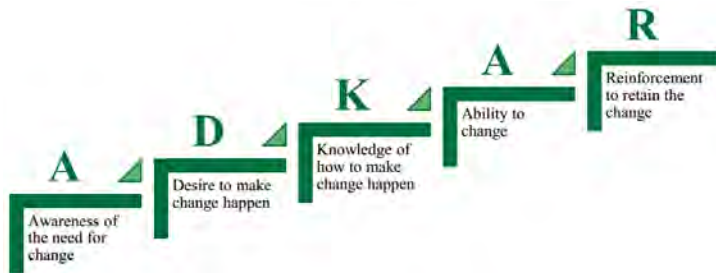 A
Awareness of
the need for
change
D
Desire to make
change happen
K
Knowledge of
how to make
change happen
A
Ability to
change
R
Reinforcement
to retain the
change